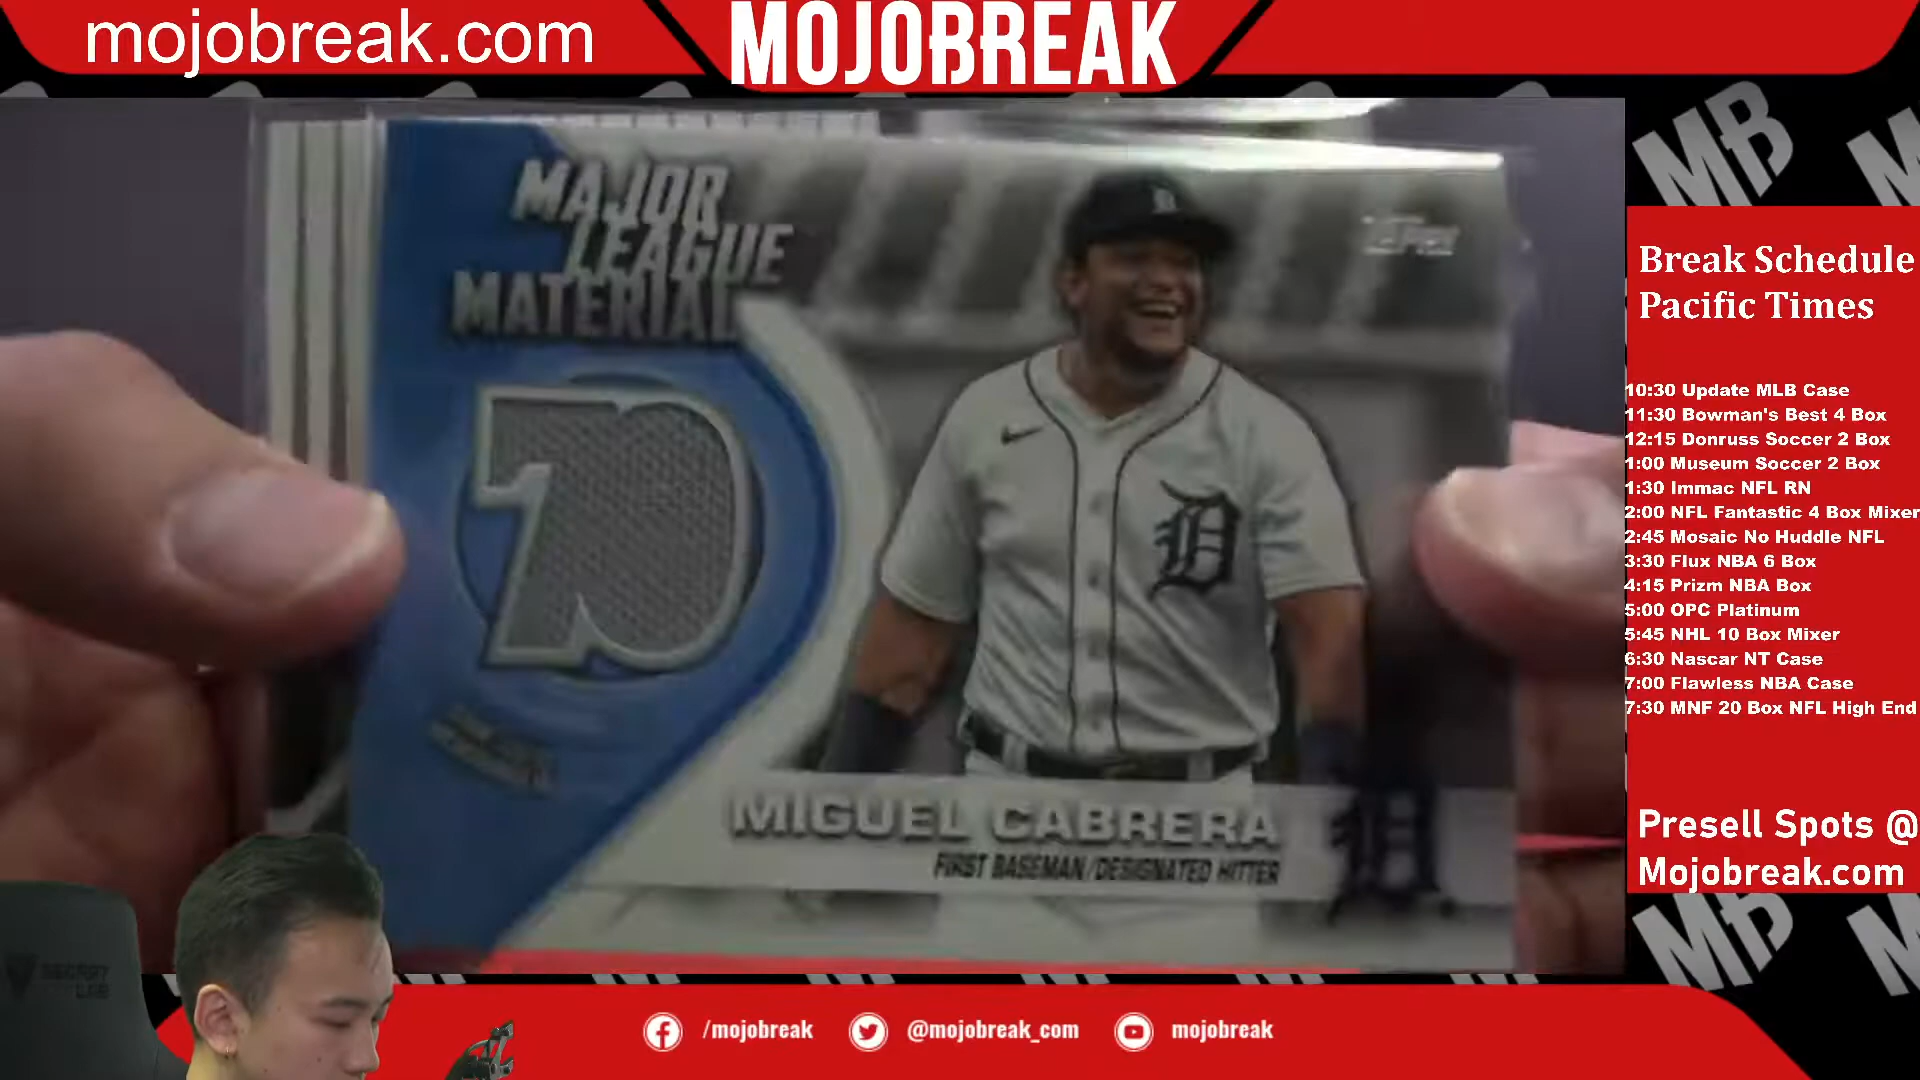 mojobreak.com
MOJOBREAK
MAJOR
LEAGUE
MATERIAL
Topps
MIGUEL CABRERA
FIRST BASEMAN/DESIGNATED HITTER
Break Schedule
Pacific Times
10:30 Update MLB Case
11:30 Bowman's Best 4 Box
12:15 Donruss Soccer 2 Box
1:00 Museum Soccer 2 Box
1:30 Immac NFL RN
2:00 NFL Fantastic 4 Box Mixer
2:45 Mosaic No Huddle NFL
3:30 Flux NBA 6 Box
4:15 Prizm NBA Box
5:00 OPC Platinum
5:45 NHL 10 Box Mixer
6:30 Nascar NT Case
7:00 Flawless NBA Case
7:30 MNF 20 Box NFL High End
Presell Spots @
Mojobreak.com
MB
MB
SECRET
LAB
/mojobreak
@mojobreak_com
mojobreak